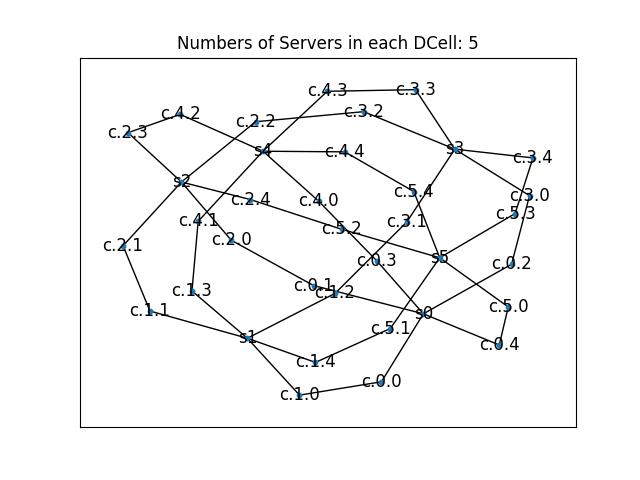 Numbers of Servers in each DCell: 5
c.4.3
c.3.3
c.4.2
c.3.2
c.2.2
c.2.3
s4
c.4.4
s3
c.3.4
s2
c.5.4
c.3.0
c.2.4
c.4.0
c.5.3
c.4.1
c.3.1
c.5.2
c.2.0
c.2.1
s5
c.0.3
c.0.2
c.0.1
c.1.3
c.1.2
c.5.0
c.1.1
s0
c.5.1
s1
c.0.4
c.1.4
c.0.0
c.1.0